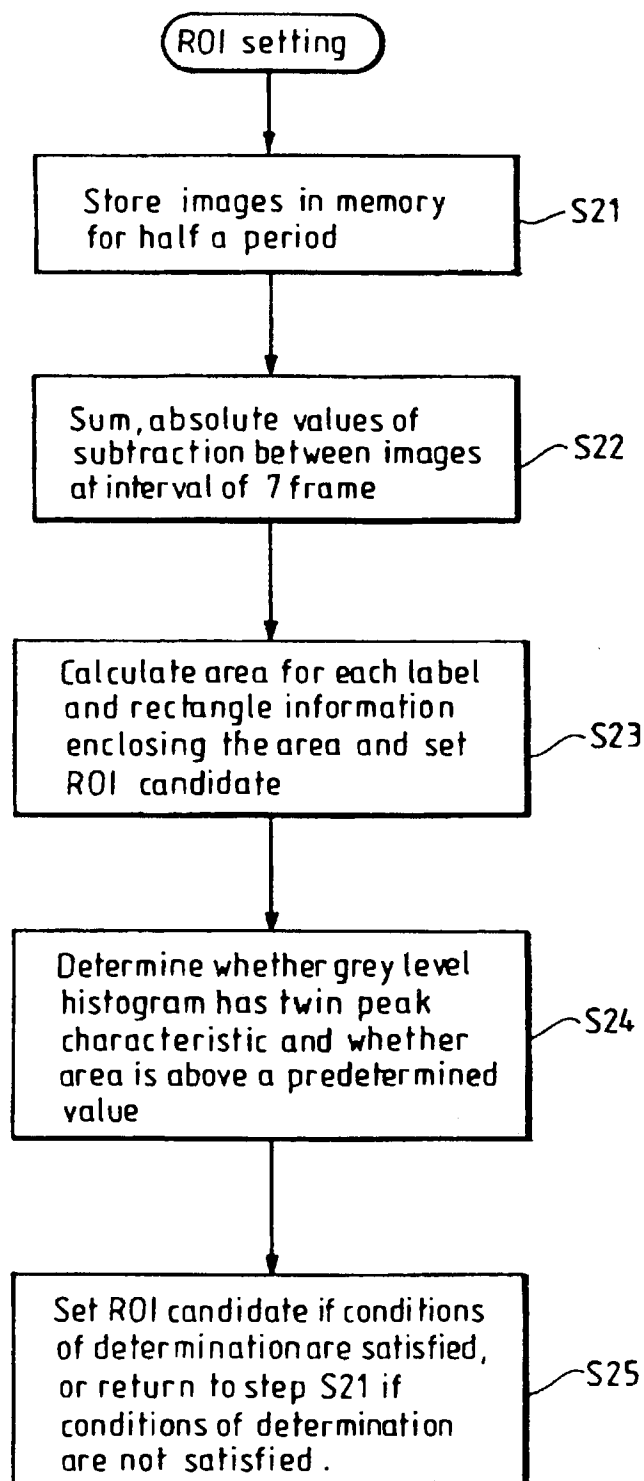 ROI setting
Store images in memory
for half a period
S21
Sum, absolute values of
subtraction between images
at interval of 7 frame
S22
Calculate area for each label
and rectangle information
enclosing the area and set
ROI candidate
S23
Determine whether grey level
histogram has twin peak
characteristic and whether
area is above a predetermined
value
S24
Set ROI candidate if conditions
of determination are satisfied,
or return to step S21 if
conditions of determination
are not satisfied.
S25